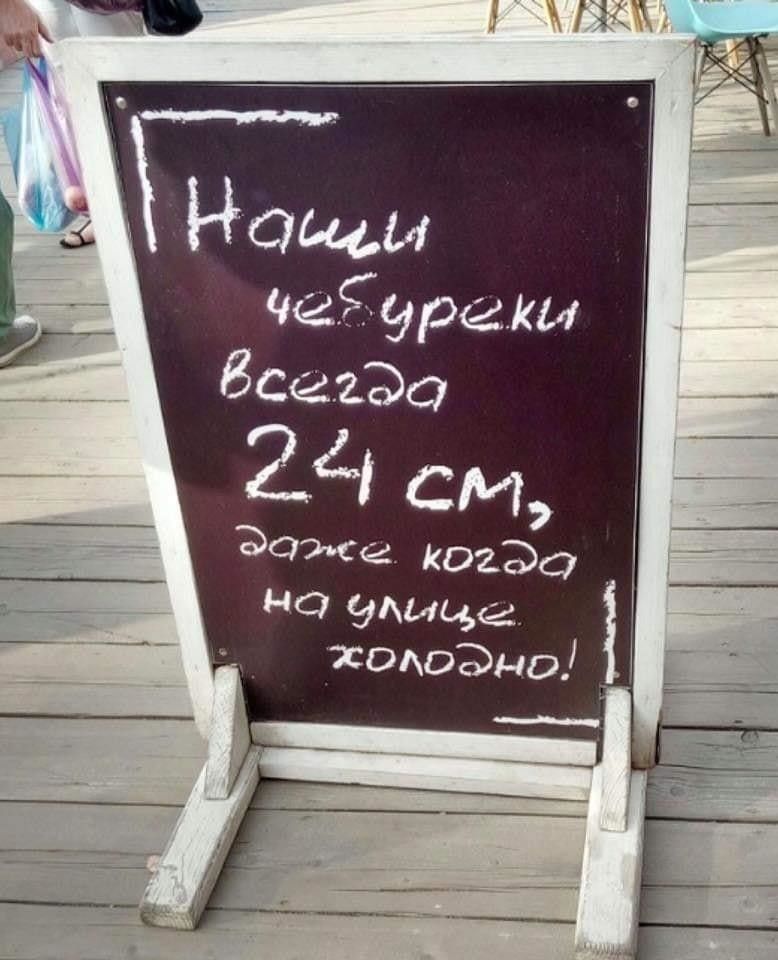 Наши
чебуреки
всегда
24 см,
даже когда
на улице
холодно!